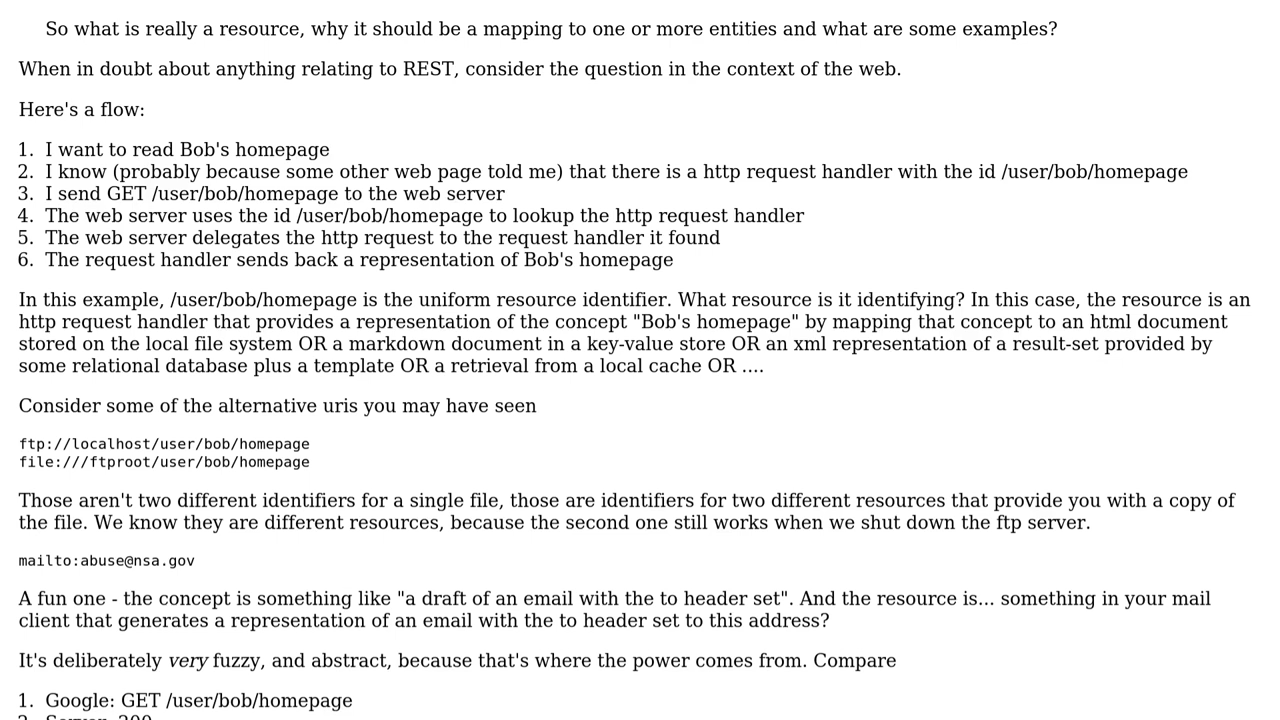 So what is really a resource, why it should be a mapping to one or more entities and what are some examples?
When in doubt about anything relating to REST, consider the question in the context of the web.
Here's a flow:
1. I want to read Bob's homepage
2. I know (probably because some other web page told me) that there is a http request handler with the id /user/bob/homepage
3. I send GET /user/bob/homepage to the web server
4. The web server uses the id /user/bob/homepage to lookup the http request handler
5. The web server delegates the http request to the request handler it found
6. The request handler sends back a representation of Bob's homepage
In this example, /user/bob/homepage is the uniform resource identifier. What resource is it identifying? In this case, the resource is an
http request handler that provides a representation of the concept "Bob's homepage" by mapping that concept to an html document
stored on the local file system OR a markdown document in a key-value store OR an xml representation of a result-set provided by
some relational database plus a template OR a retrieval from a local cache OR ....
Consider some of the alternative uris you may have seen
ftp://localhost/user/bob/homepage
file:///ftproot/user/bob/homepage
Those aren't two different identifiers for a single file, those are identifiers for two different resources that provide you with a copy of
the file. We know they are different resources, because the second one still works when we shut down the ftp server.
mailto:abuse@nsa.gov
A fun one - the concept is something like "a draft of an email with the to header set". And the resource is... something in your mail
client that generates a representation of an email with the to header set to this address?
It's deliberately very fuzzy, and abstract, because that's where the power comes from. Compare
1. Google: GET /user/bob/homepage
2. Server: 200